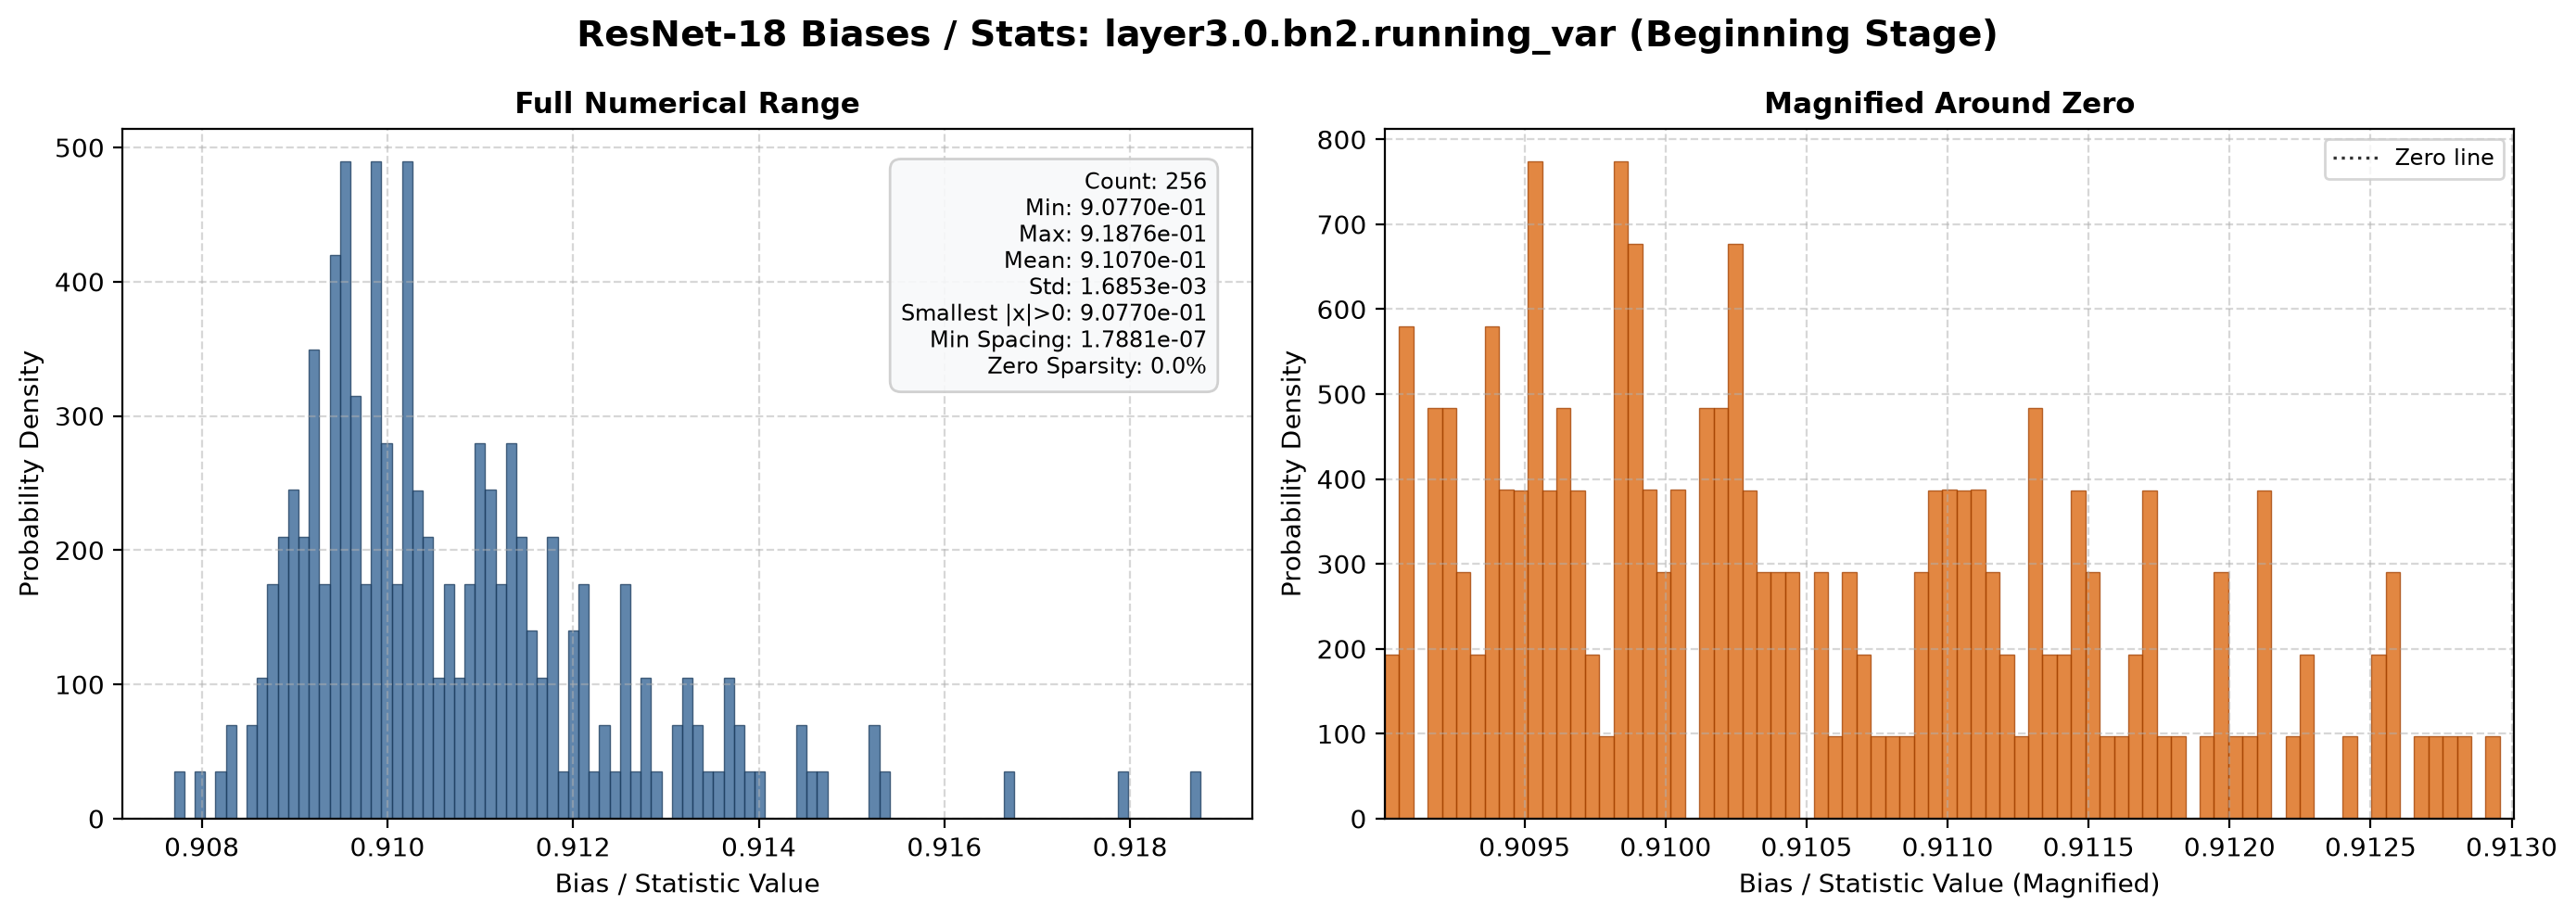 ResNet-18 Biases / Stats: layer3.0.bn2.running_var (Beginning Stage)
Full Numerical Range
Probability Density
500
400
300
200
100
0
Count: 256
Min: 9.0770e-01
Max: 9.1876e-01
Mean: 9.1070e-01
Std: 1.6853e-03
Smallest |x|>0: 9.0770e-01
Min Spacing: 1.7881e-07
Zero Sparsity: 0.0%
0.908 0.910 0.912 0.914 0.916 0.918
Bias / Statistic Value
Magnified Around Zero
Probability Density
800
700
600
500
400
300
200
100
0
Zero line
0.9095 0.9100 0.9105 0.9110 0.9115 0.9120 0.9125 0.9130
Bias / Statistic Value (Magnified)